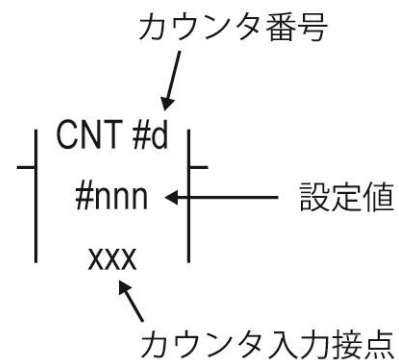 カウンタ番号
CNT #d
#nnn
設定値
xxx
カウンタ入力接点